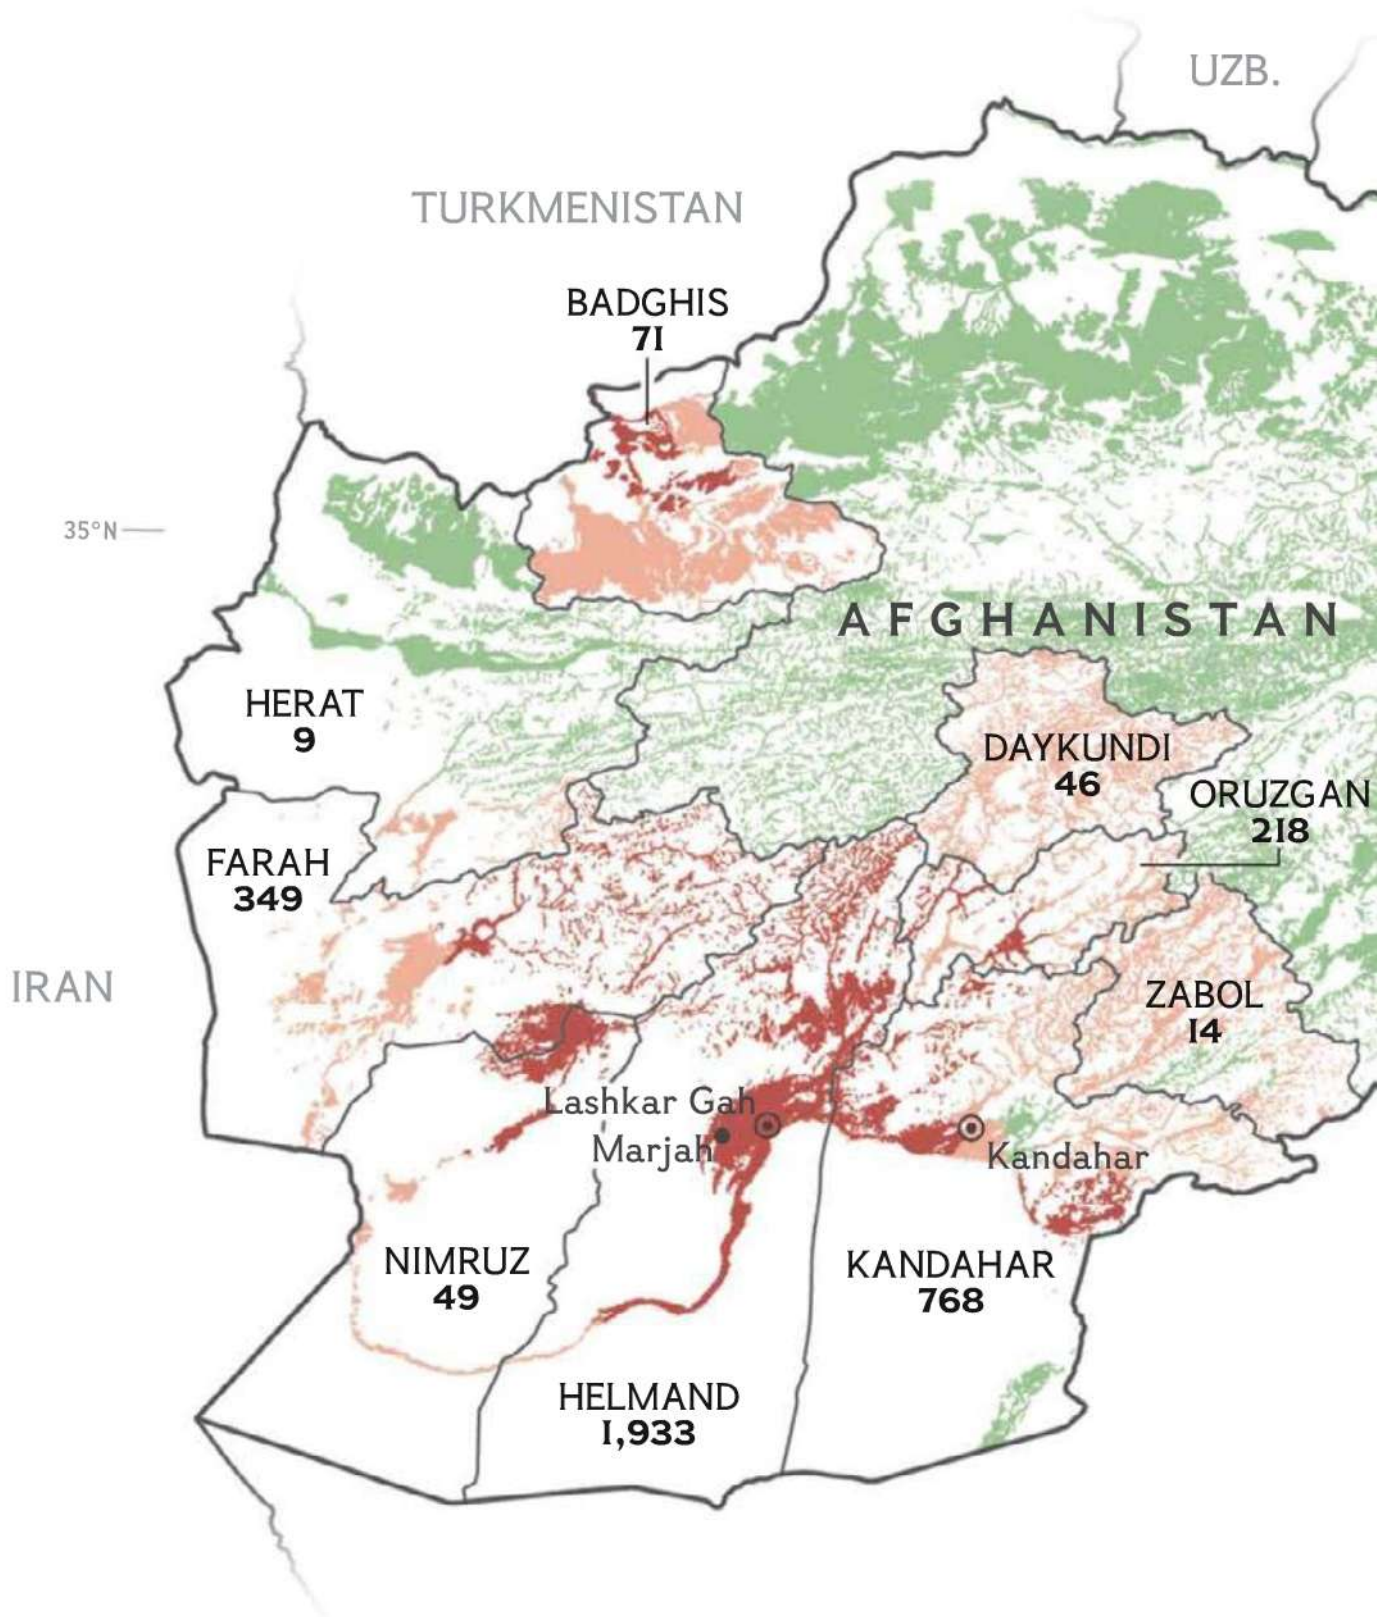 UZB.
TURKMENISTAN
BADGHIS
71
35°N
AFGHANISTAN
HERAT
9
DAYKUNDI
46
ORUZGAN
218
FARAH
349
IRAN
ZABOL
14
Lashkar Gah
Marjah
Kandahar
NIMRUZ
49
KANDAHAR
768
HELMAND
1,933